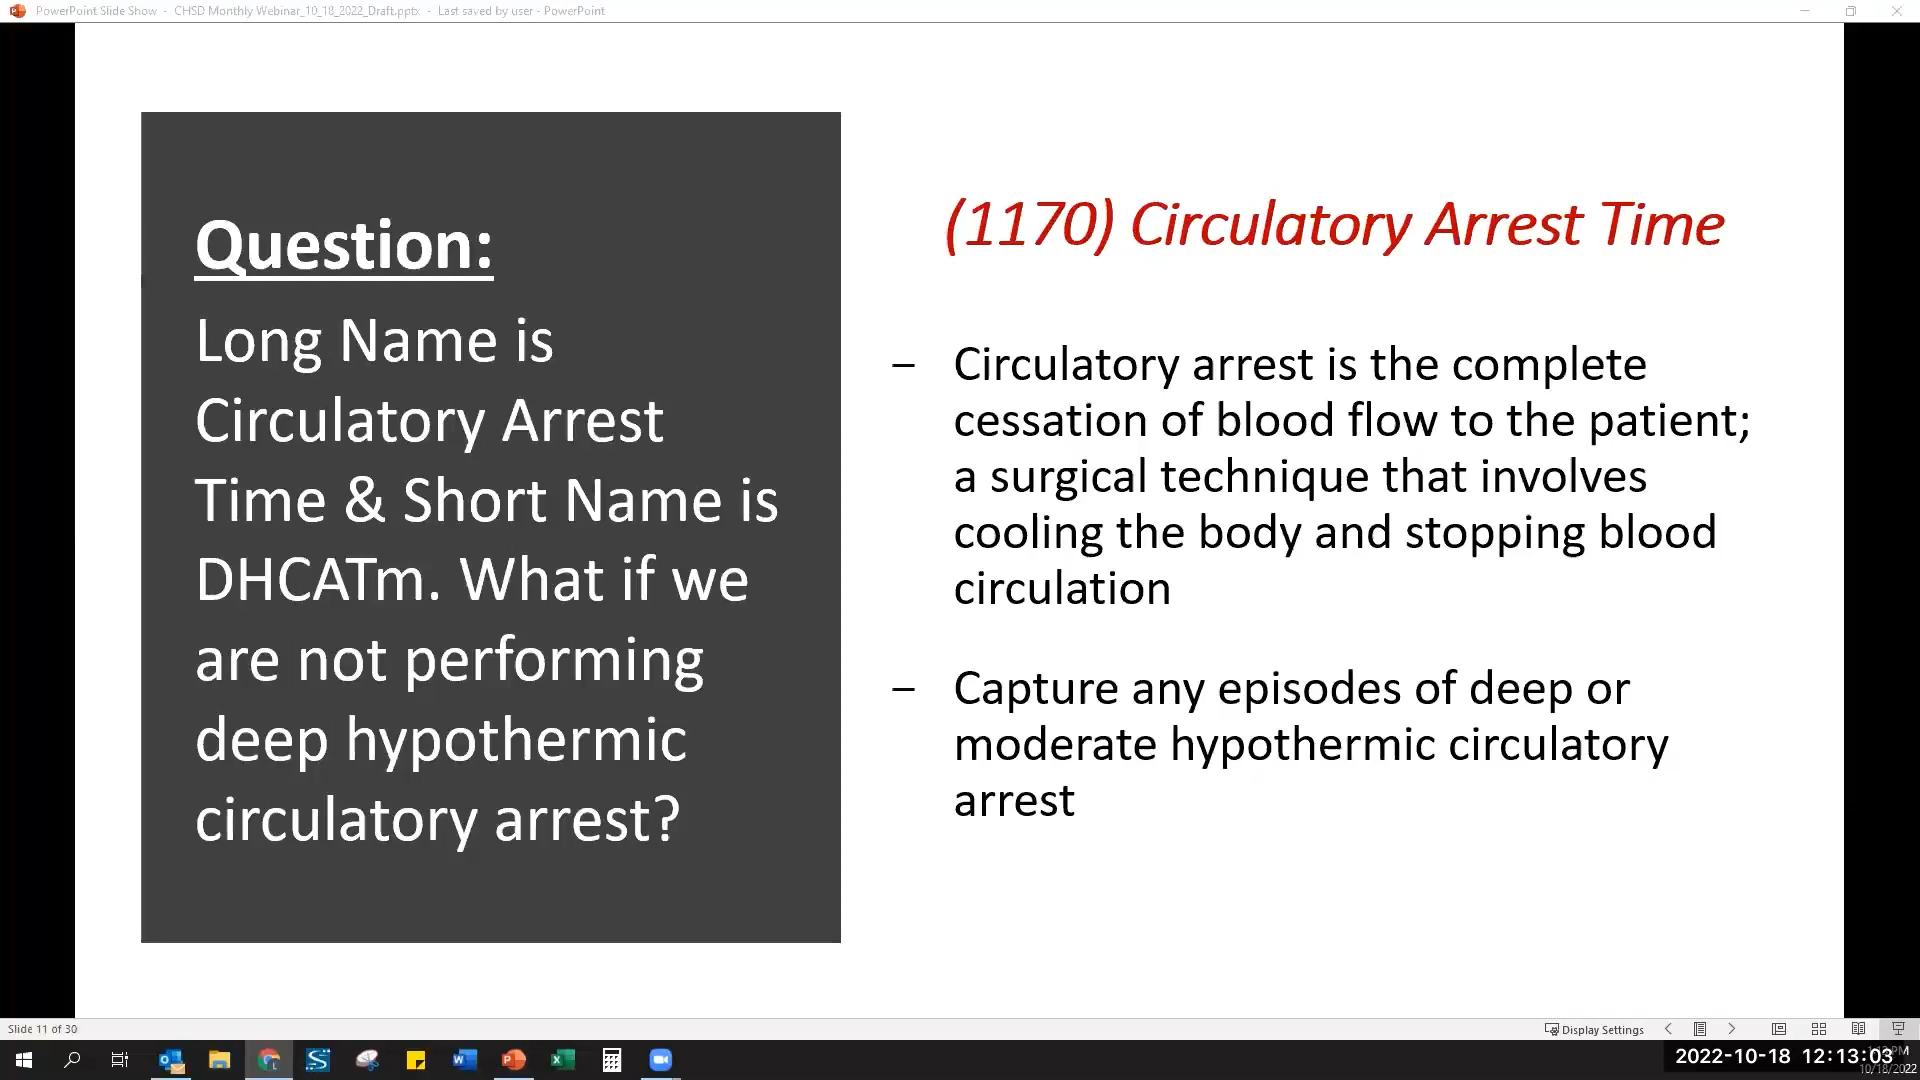 PowerPoint Slide Show - CHSD Monthly Webinar_10_18_2022_Draft.pptx - Last saved by user - PowerPoint
Question:
Long Name is
Circulatory Arrest
Time & Short Name is
DHCATm. What if we
are not performing
deep hypothermic
circulatory arrest?
(1170) Circulatory Arrest Time
– Circulatory arrest is the complete
cessation of blood flow to the patient;
a surgical technique that involves
cooling the body and stopping blood
circulation
– Capture any episodes of deep or
moderate hypothermic circulatory
arrest
Slide 11 of 30
Display Settings
2022-10-18 12:13:03
10/18/2022